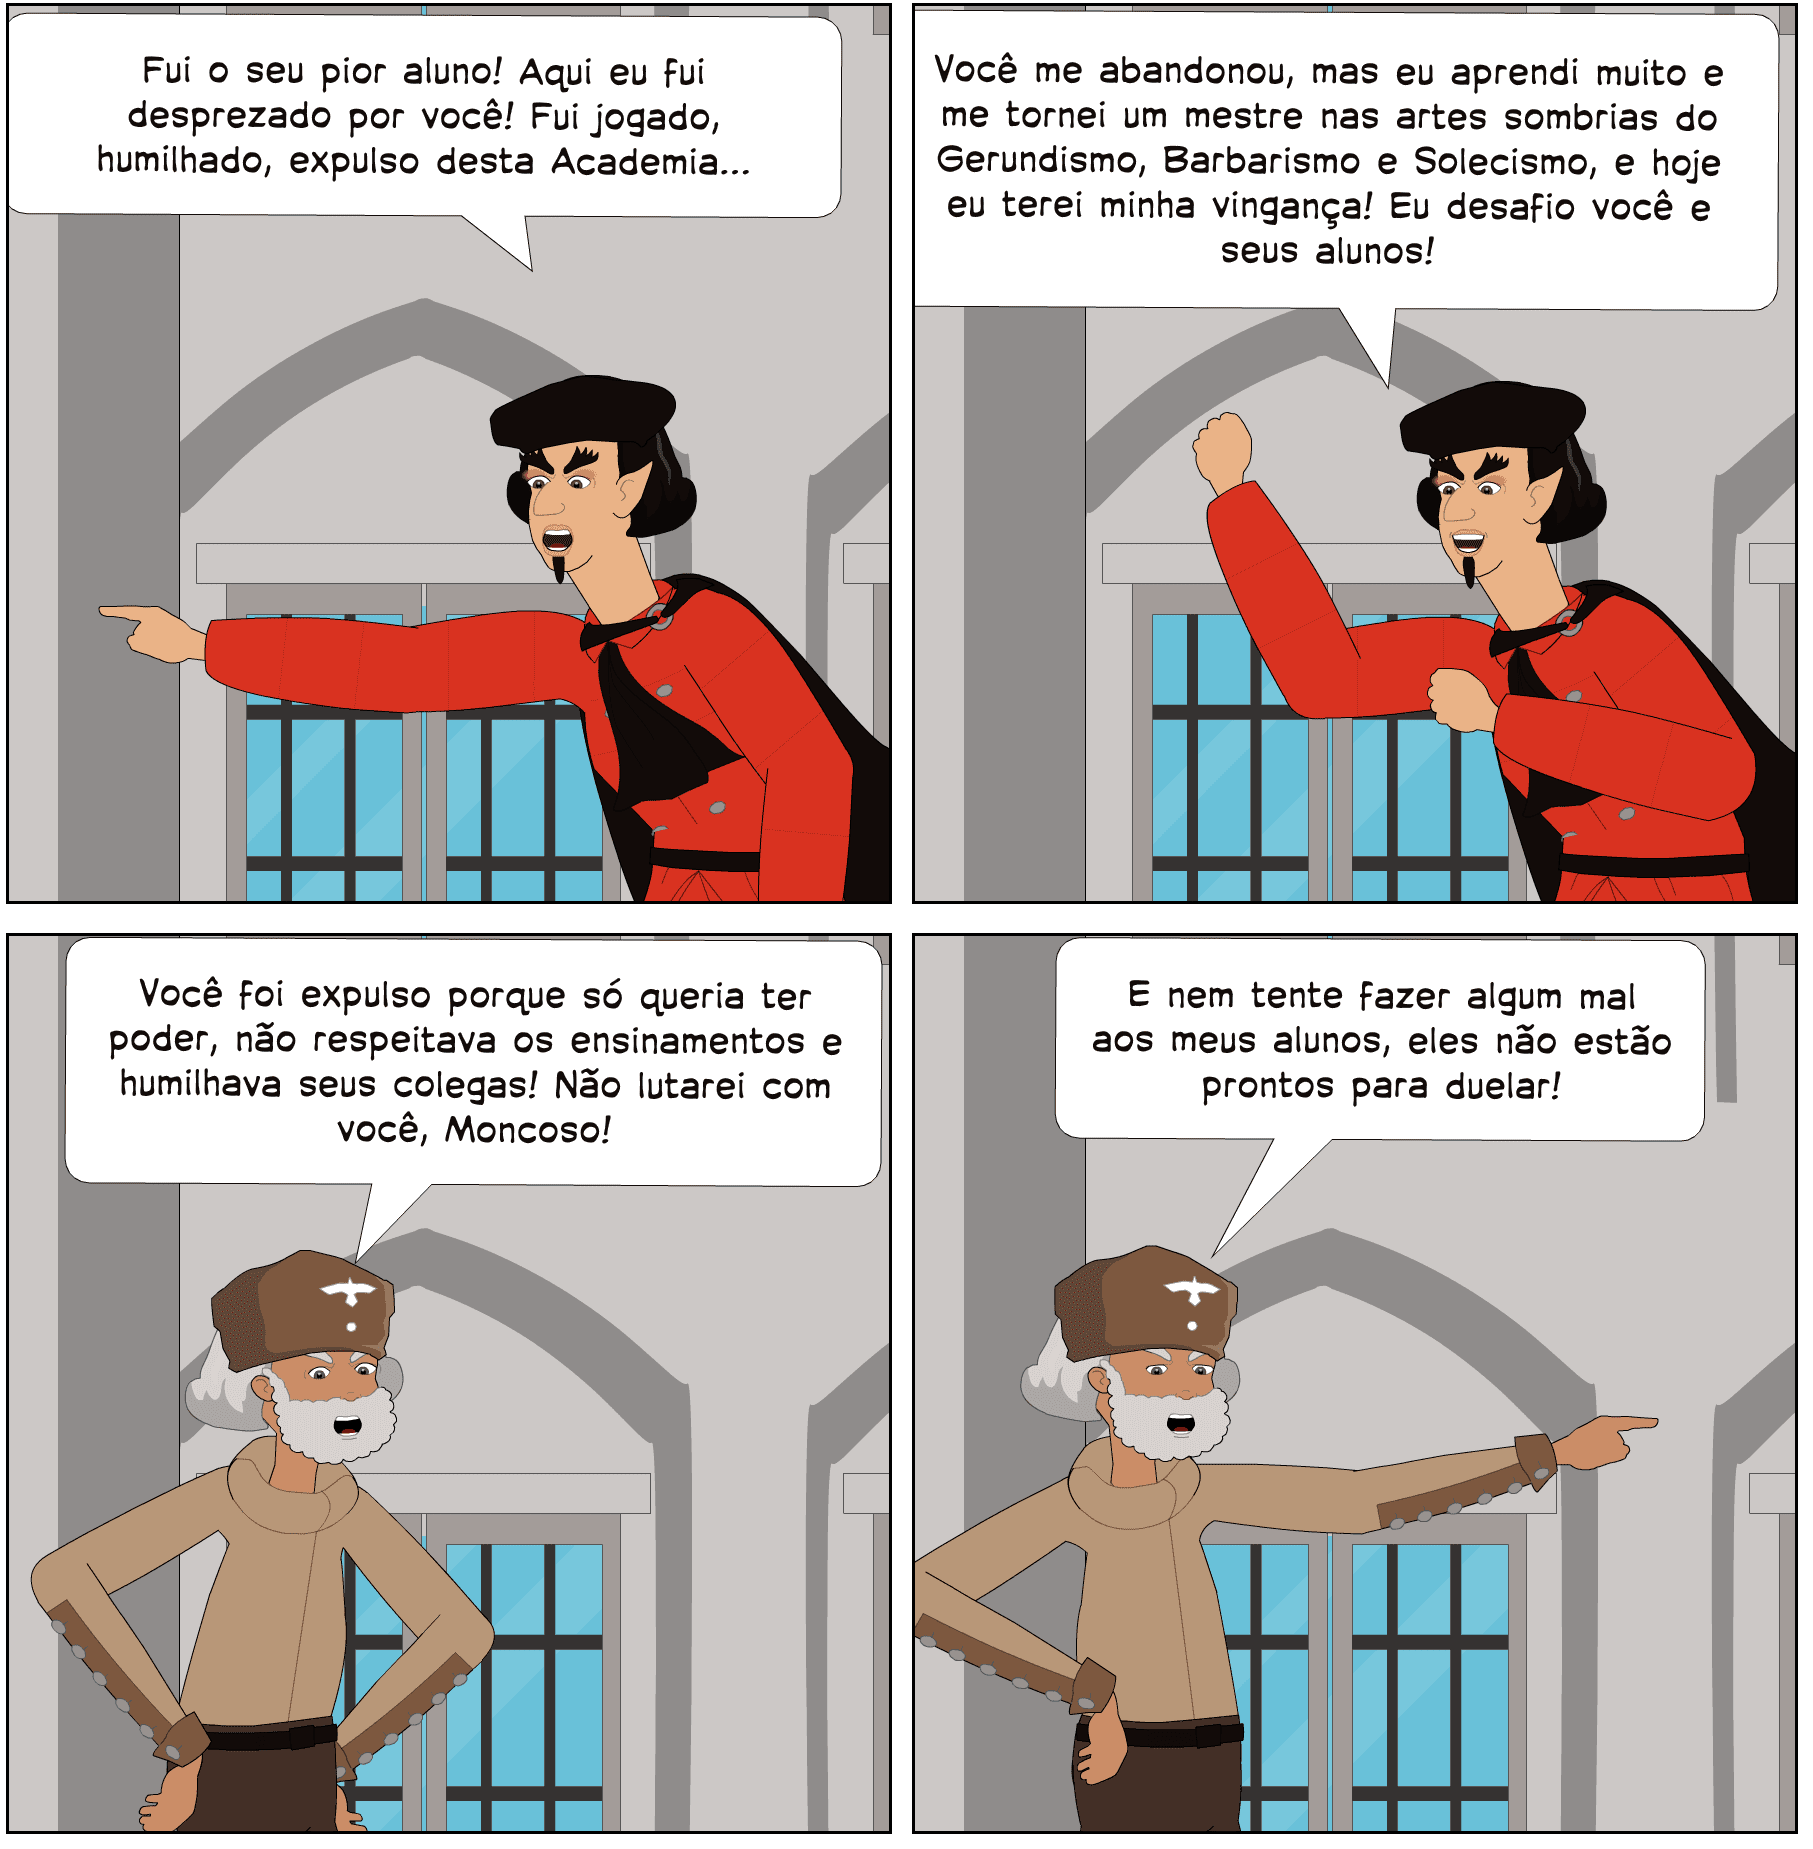 Fui o seu pior aluno! Aqui eu fui
desprezado por você! Fui jogado,
humilhado, expulso desta Academia...
Você me abandonou, mas eu aprendi muito e
me tornei um mestre nas artes sombrias do
Gerundismo, Barbarismo e Solecismo, e hoje
eu terei minha vingança! Eu desafio você e
seus alunos!
Você foi expulso porque só queria ter
poder, não respeitava os ensinamentos e
humilhava seus colegas! Não lutarei com
você, Moncoso!
E nem tente fazer algum mal
aos meus alunos, eles não estão
prontos para duelar!